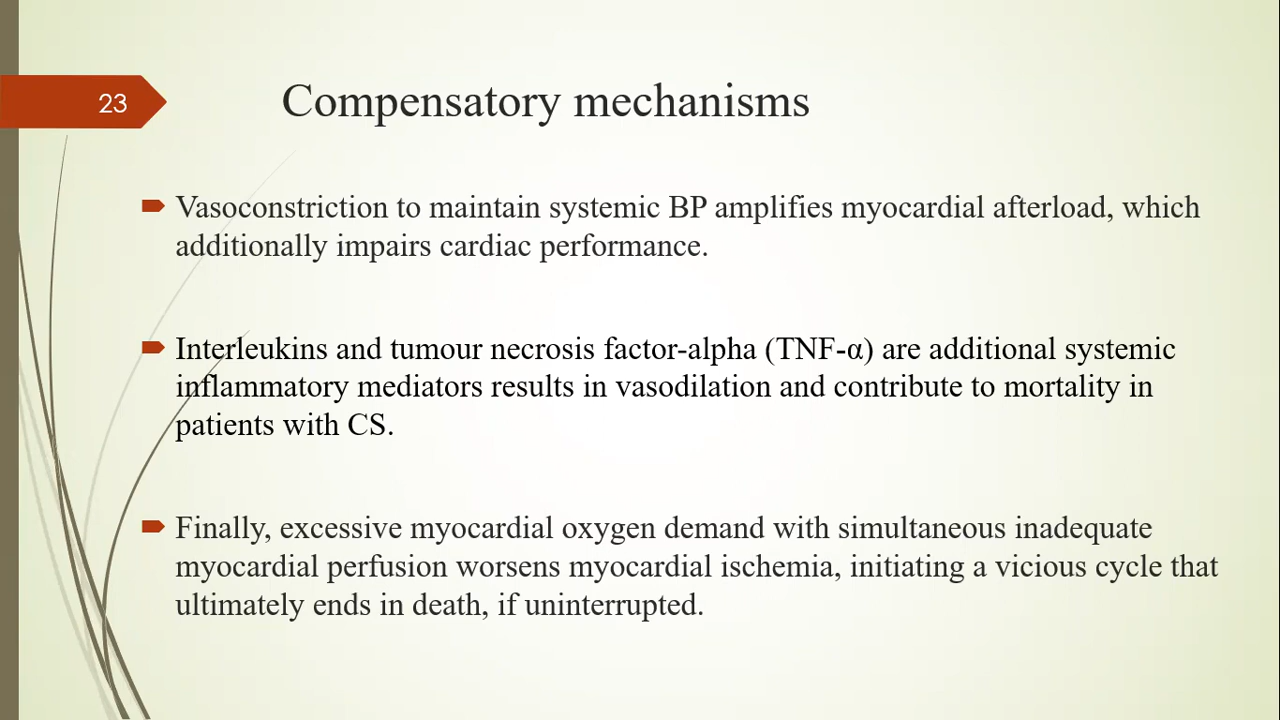 23
Compensatory mechanisms
Vasoconstriction to maintain systemic BP amplifies myocardial afterload, which
additionally impairs cardiac performance.
Interleukins and tumour necrosis factor-alpha (TNF-α) are additional systemic
inflammatory mediators results in vasodilation and contribute to mortality in
patients with CS.
Finally, excessive myocardial oxygen demand with simultaneous inadequate
myocardial perfusion worsens myocardial ischemia, initiating a vicious cycle that
ultimately ends in death, if uninterrupted.